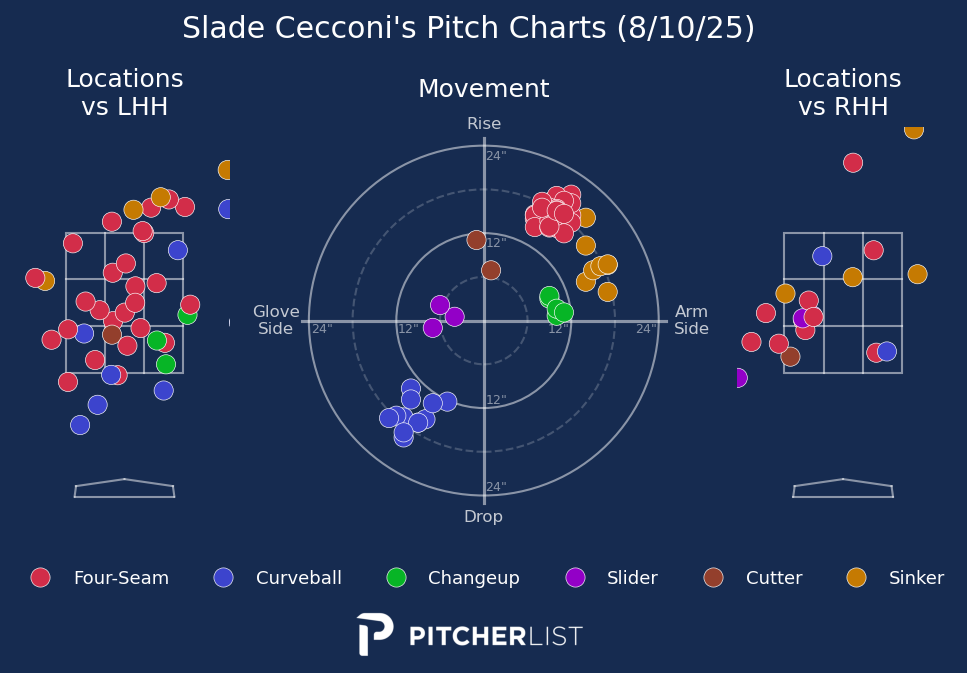 Slade Cecconi's Pitch Charts (8/10/25)
Locations
vs LHH
Movement
Locations
vs RHH
Rise
24"
12"
Glove
Side
24"
12"
12"
24"
Arm
Side
12"
24"
Drop
Four-Seam
Curveball
Changeup
Slider
Cutter
Sinker
PITCHERLIST